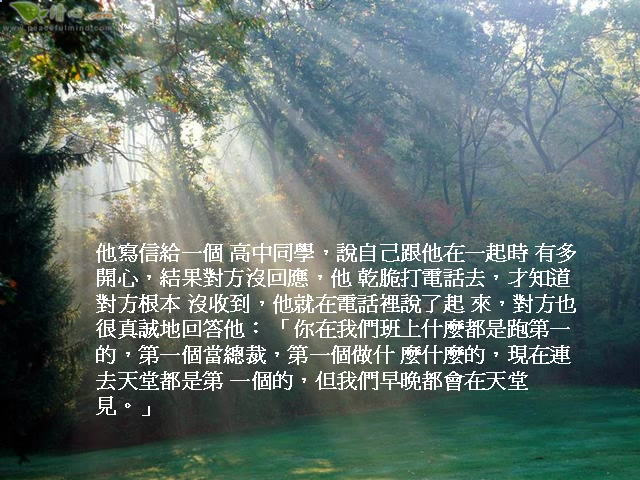 www.peacefulmind.com
他寫信給一個 高中同學，說自己跟他在一起時 有多
開心，結果對方沒回應，他 乾脆打電話去，才知道
對方根本 沒收到，他就在電話裡說了起 來，對方也
很真誠地回答他：「你在我們班上什麼都是跑第一
的，第一個當總裁，第一個做什 麼什麼的，現在連
去天堂都是第 一個的，但我們早晚都會在天堂
見。」